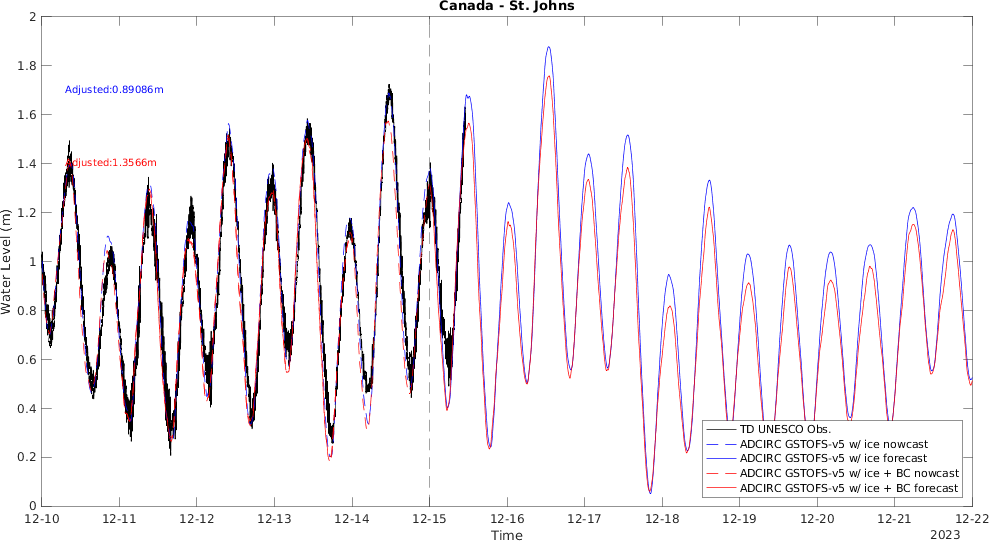 Canada - St. Johns
2
1.8
1.6
1.4
1.2
1
0.8
0.6
0.4
0.2
0
Water Level (m)
Adjusted:0.89086m
Adjusted:1.3566m
TD UNESCO Obs.
ADCIRC GSTOFS-v5 w/ ice nowcast
ADCIRC GSTOFS-v5 w/ ice forecast
ADCIRC GSTOFS-v5 w/ ice + BC nowcast
ADCIRC GSTOFS-v5 w/ ice + BC forecast
12-10 12-11 12-12 12-13 12-14 12-15 12-16 12-17 12-18 12-19 12-20 12-21 12-22
Time
2023